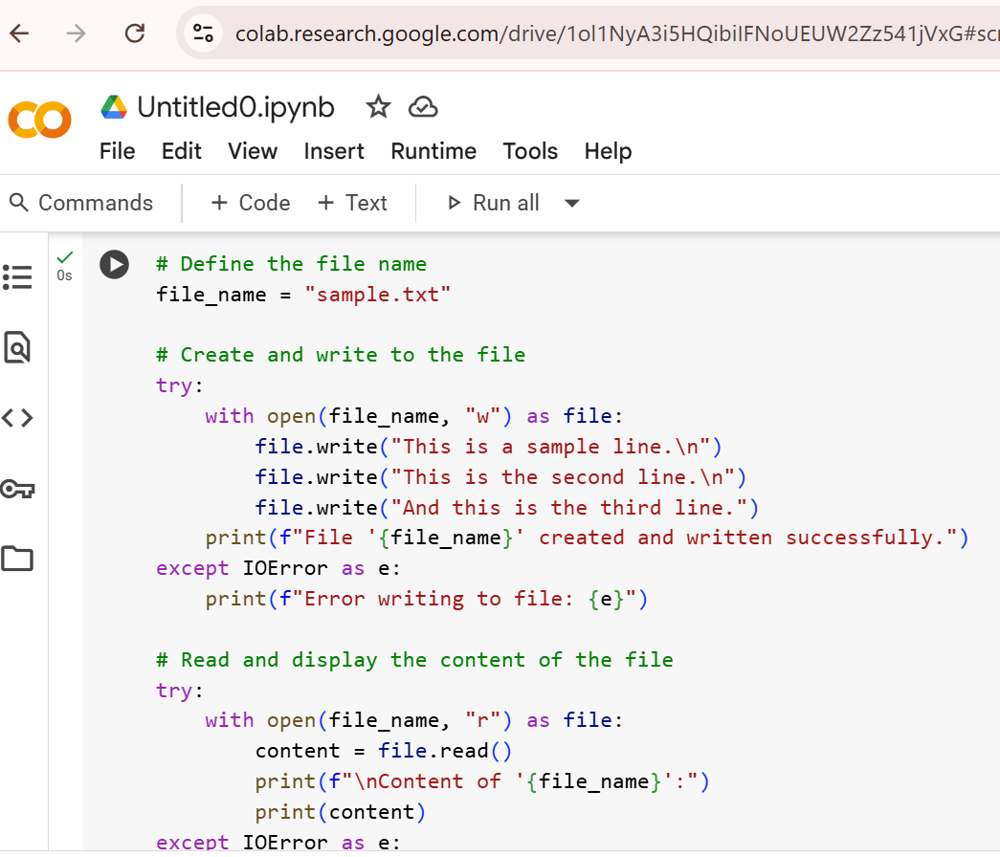 colab.research.google.com/drive/1ol1NyA3i5HQibiIFNoUEUW2Zz541jVxG#scr
Untitled0.ipynb
File Edit View Insert Runtime Tools Help
Commands + Code + Text Run all
0s
# Define the file name
file_name = "sample.txt"
# Create and write to the file
try:
    with open(file_name, "w") as file:
        file.write("This is a sample line.\n")
        file.write("This is the second line.\n")
        file.write("And this is the third line.")
    print(f"File '{file_name}' created and written successfully.")
except IOError as e:
    print(f"Error writing to file: {e}")
# Read and display the content of the file
try:
    with open(file_name, "r") as file:
        content = file.read()
        print(f"\nContent of '{file_name}':")
        print(content)
except IOError as e: